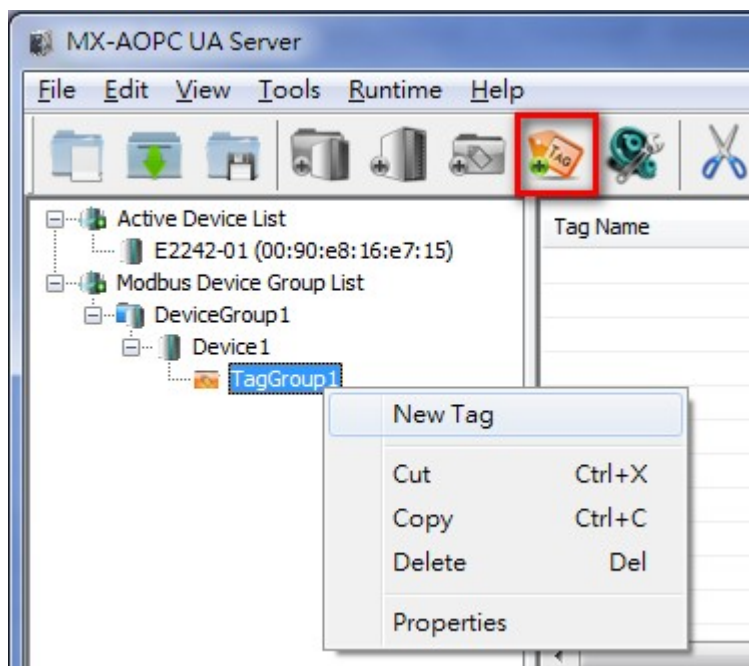 MX-AOPC UA Server
File Edit View Tools Runtime Help
TAG
Active Device List
E2242-01 (00:90:e8:16:e7:15)
Modbus Device Group List
DeviceGroup1
Device1
TagGroup1
Tag Name
New Tag
Cut Ctrl+X
Copy Ctrl+C
Delete Del
Properties